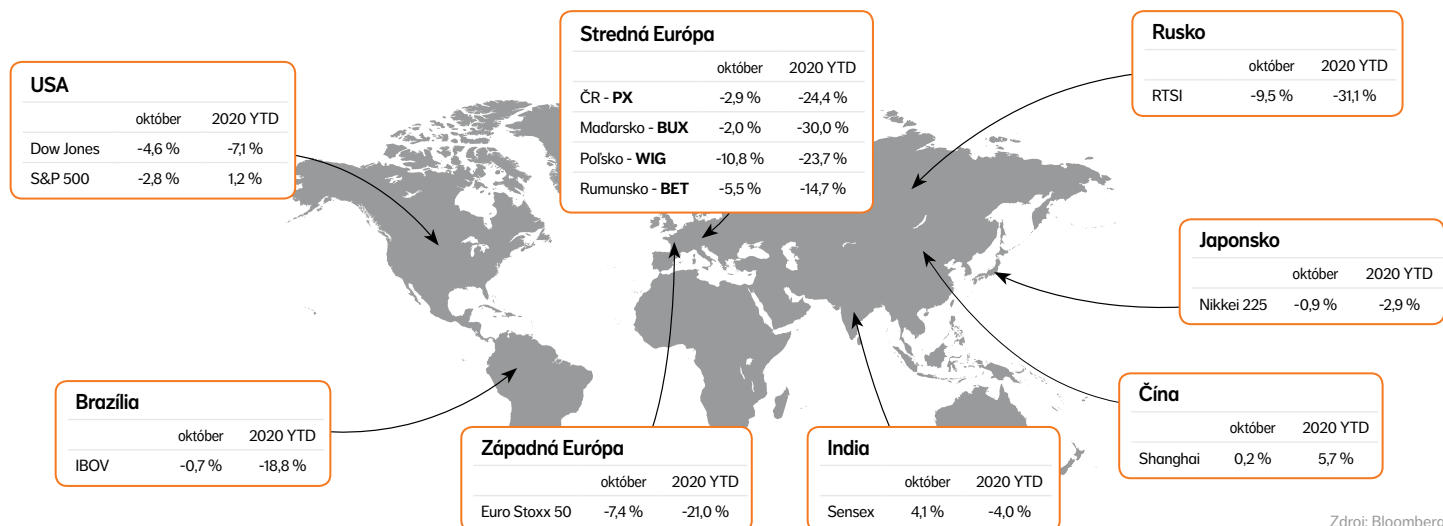 USA
október 2020 YTD
Dow Jones -4,6 % -7,1 %
S&P 500 -2,8 % 1,2 %
Stredná Európa
október 2020 YTD
ČR - PX -2,9 % -24,4 %
Maďarsko - BUX -2,0 % -30,0 %
Poľsko - WIG -10,8 % -23,7 %
Rumunsko - BET -5,5 % -14,7 %
Rusko
október 2020 YTD
RTSI -9,5 % -31,1 %
Japonsko
október 2020 YTD
Nikkei 225 -0,9 % -2,9 %
Brazília
október 2020 YTD
IBOV -0,7 % -18,8 %
Západná Európa
október 2020 YTD
Euro Stoxx 50 -7,4 % -21,0 %
India
október 2020 YTD
Sensex 4,1 % -4,0 %
Čína
október 2020 YTD
Shanghai 0,2 % 5,7 %
Zdroj: Bloomberg